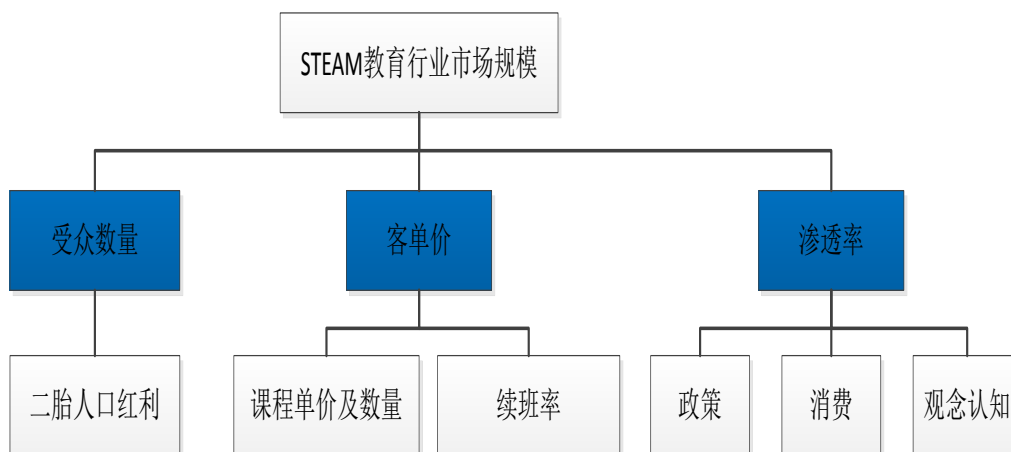 STEAM教育行业市场规模
受众数量
客单价
渗透率
二胎人口红利
课程单价及数量
续班率
政策
消费
观念认知